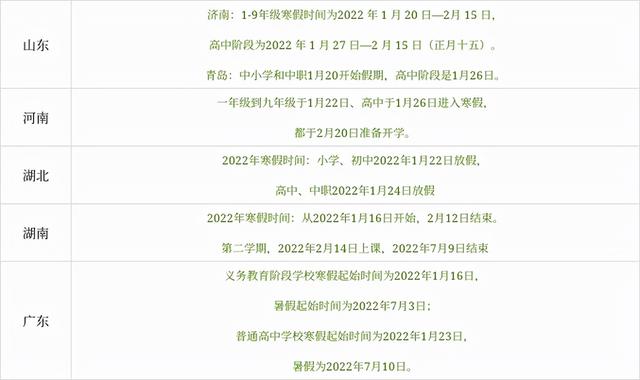 山东
济南：1-9年级寒假时间为2022 年 1 月 20 日—2月 15 日，
高中阶段为2022 年 1 月 27 日—2 月 15 日（正月十五）。
青岛：中小学和中职1月20开始假期，高中阶段是1月26日。
河南
一年级到九年级于1月22日、高中于1月26日进入寒假，
都于2月20日准备开学。
湖北
2022年寒假时间：小学、初中2022年1月22日放假，
高中、中职2022年1月24日放假
湖南
2022年寒假时间：从2022年1月16日开始，2月12日结束。
第二学期，2022年2月14日上课，2022年7月9日结束
广东
义务教育阶段学校寒假起始时间为2022年1月16日，
暑假起始时间为2022年7月3日；
普通高中学校寒假起始时间为2022年1月23日，
暑假为2022年7月10日。